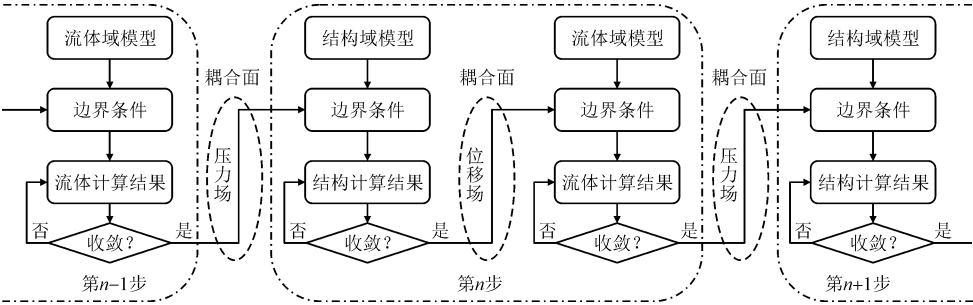 流体域模型
结构域模型
流体域模型
结构域模型
耦合面
耦合面
耦合面
边界条件
边界条件
边界条件
边界条件
压力场
位移场
压力场
流体计算结果
结构计算结果
流体计算结果
结构计算结果
否
收敛?
是
否
收敛?
是
否
收敛?
是
否
收敛?
是
第n-1步
第n步
第n+1步